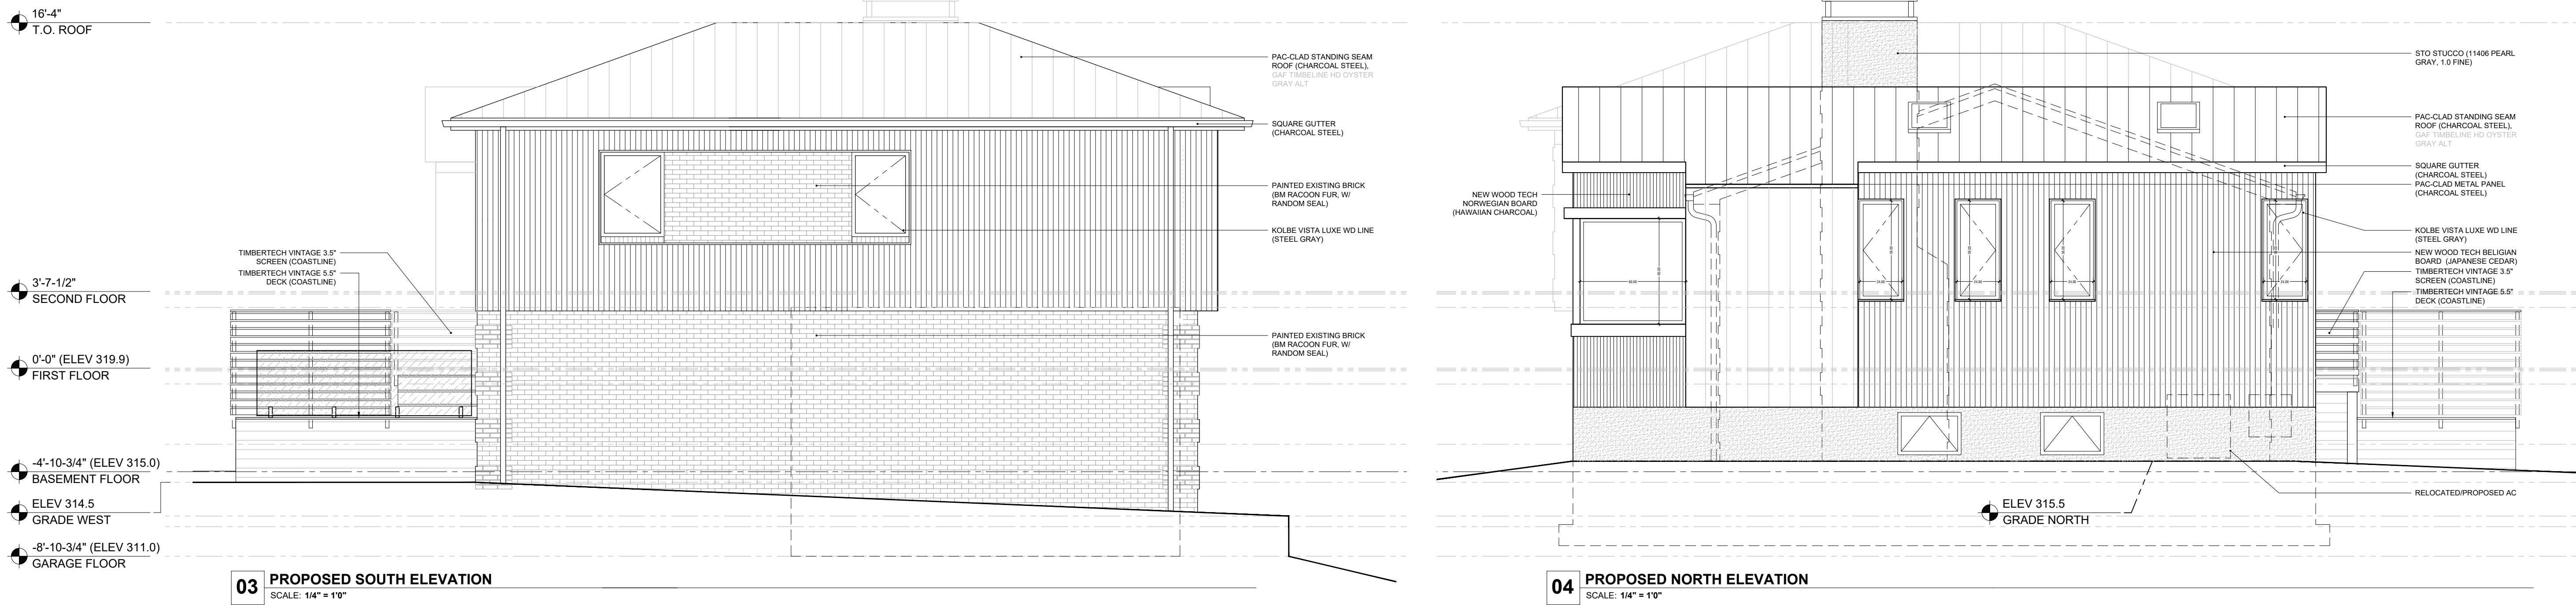 16'-4"
T.O. ROOF
3'-7-1/2"
SECOND FLOOR
0'-0" (ELEV 319.9)
FIRST FLOOR
-4'-10-3/4" (ELEV 315.0)
BASEMENT FLOOR
ELEV 314.5
GRADE WEST
-8'-10-3/4" (ELEV 311.0)
GARAGE FLOOR
TIMBERTECH VINTAGE 3.5"
SCREEN (COASTLINE)
TIMBERTECH VINTAGE 5.5"
DECK (COASTLINE)
PAC-CLAD STANDING SEAM
ROOF (CHARCOAL STEEL),
GAF TIMBELINE HD OYSTER
GRAY ALT
SQUARE GUTTER
(CHARCOAL STEEL)
PAINTED EXISTING BRICK
(BM RACOON FUR, W/
RANDOM SEAL)
KOLBE VISTA LUXE WD LINE
(STEEL GRAY)
PAINTED EXISTING BRICK
(BM RACOON FUR, W/
RANDOM SEAL)
03
PROPOSED SOUTH ELEVATION
SCALE: 1/4" = 1'0"
NEW WOOD TECH
NORWEGIAN BOARD
(HAWAIIAN CHARCOAL)
STO STUCCO (11406 PEARL
GRAY, 1.0 FINE)
PAC-CLAD STANDING SEAM
ROOF (CHARCOAL STEEL),
GAF TIMBELINE HD OYSTER
GRAY ALT
SQUARE GUTTER
(CHARCOAL STEEL)
PAC-CLAD METAL PANEL
(CHARCOAL STEEL)
KOLBE VISTA LUXE WD LINE
(STEEL GRAY)
NEW WOOD TECH BELIGIAN
BOARD (JAPANESE CEDAR)
TIMBERTECH VINTAGE 3.5"
SCREEN (COASTLINE)
TIMBERTECH VINTAGE 5.5"
DECK (COASTLINE)
RELOCATED/PROPOSED AC
ELEV 315.5
GRADE NORTH
04
PROPOSED NORTH ELEVATION
SCALE: 1/4" = 1'0"